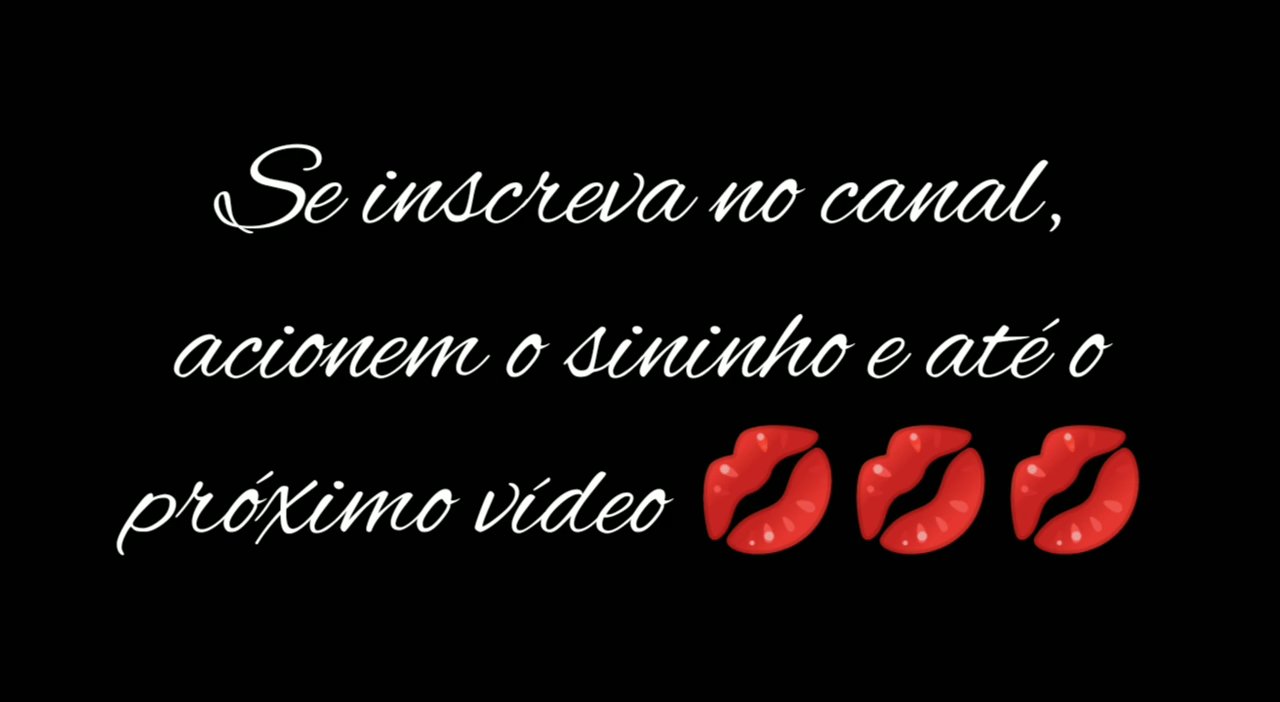 Se inscreva no canal,
acionem o sininho e até o
próximo vídeo 💋💋💋